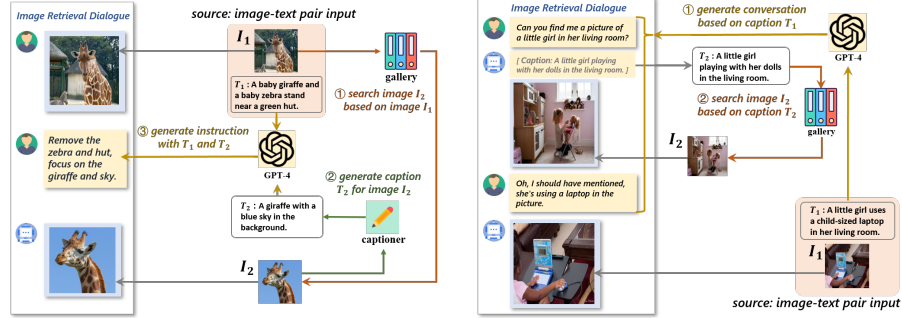 Image Retrieval Dialogue
source: image-text pair input
I₁
gallery
T₁ : A baby giraffe and
a baby zebra stand
near a green hut.
① search image I₂
based on image I₁
③ generate instruction
with T₁ and T₂
Remove the
zebra and hut,
focus on the
giraffe and sky.
GPT-4
② generate caption
T₂ for image I₂
T₂ : A giraffe with a
blue sky in the
background.
captioner
I₂
Image Retrieval Dialogue
① generate conversation
based on caption T₁
Can you find me a picture of
a little girl in her living room?
GPT-4
[ Caption: A little girl playing
with her dolls in the living room. ]
T₂ : A little girl
playing with her dolls
in the living room.
② search image I₂
based on caption T₂
gallery
I₂
Oh, I should have mentioned,
she's using a laptop in the
picture.
T₁ : A little girl uses
a child-sized laptop
in her living room.
I₁
source: image-text pair input